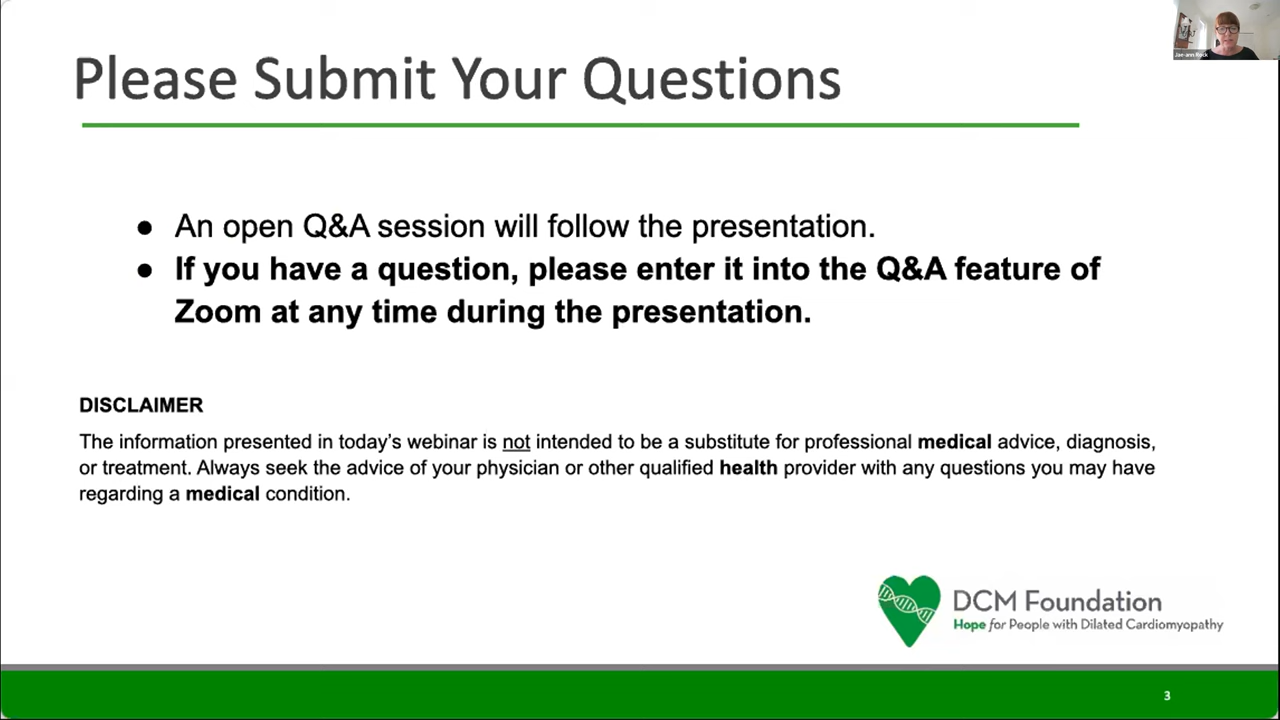 Please Submit Your Questions
● An open Q&A session will follow the presentation.
● If you have a question, please enter it into the Q&A feature of
Zoom at any time during the presentation.
DISCLAIMER
The information presented in today's webinar is not intended to be a substitute for professional medical advice, diagnosis,
or treatment. Always seek the advice of your physician or other qualified health provider with any questions you may have
regarding a medical condition.
DCM Foundation
Hope for People with Dilated Cardiomyopathy
3